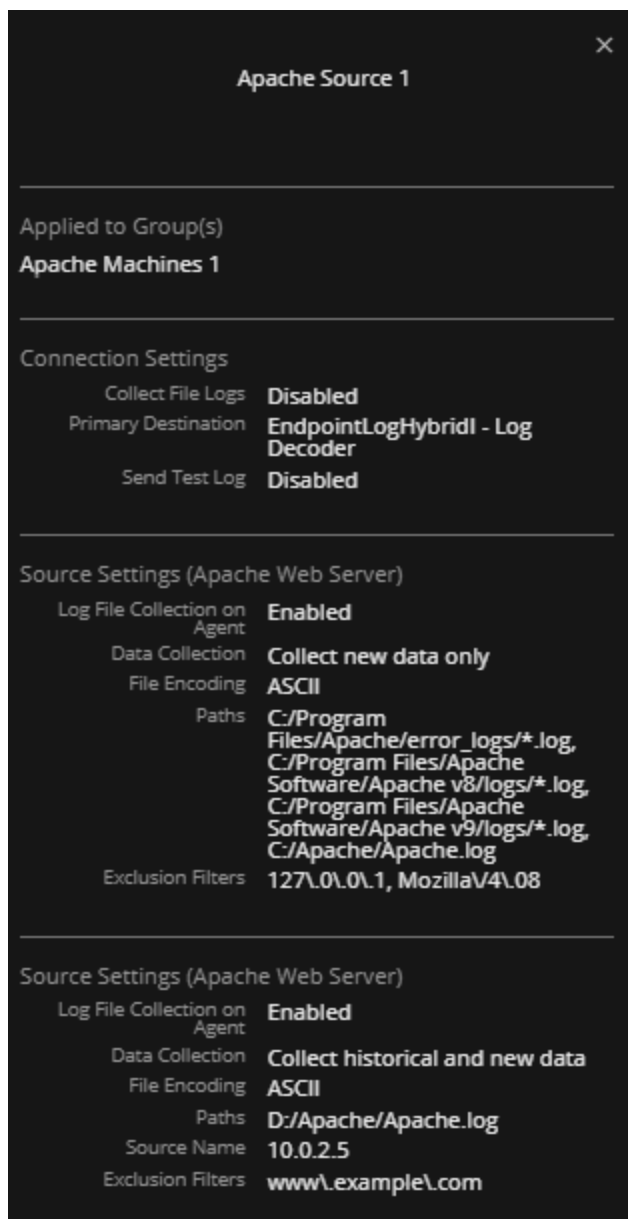 ×
Apache Source 1
Applied to Group(s)
Apache Machines 1
Connection Settings
Collect File Logs Disabled
Primary Destination EndpointLogHybridI - Log
Decoder
Send Test Log Disabled
Source Settings (Apache Web Server)
Log File Collection on Agent Enabled
Data Collection Collect new data only
File Encoding ASCII
Paths C:/Program
Files/Apache/error_logs/*.log,
C:/Program Files/Apache
Software/Apache v8/logs/*.log,
C:/Program Files/Apache
Software/Apache v9/logs/*.log,
C:/Apache/Apache.log
Exclusion Filters 127\.0\.0\.1, Mozilla\/4\.08
Source Settings (Apache Web Server)
Log File Collection on Agent Enabled
Data Collection Collect historical and new data
File Encoding ASCII
Paths D:/Apache/Apache.log
Source Name 10.0.2.5
Exclusion Filters www\.example\.com